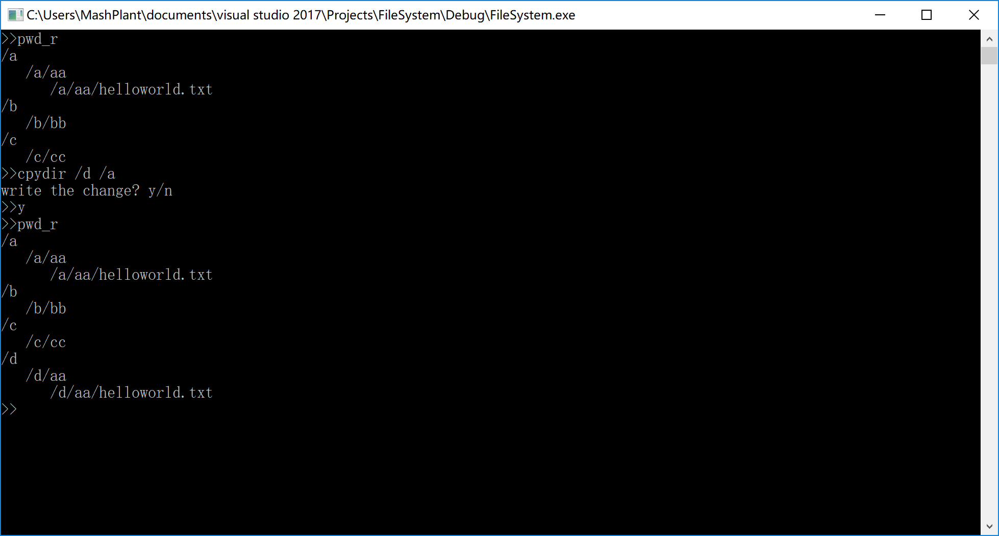 C:\Users\MashPlant\documents\visual studio 2017\Projects\FileSystem\Debug\FileSystem.exe
>>pwd_r
/a
   /a/aa
      /a/aa/helloworld.txt
/b
   /b/bb
/c
   /c/cc
>>cpydir /d /a
write the change? y/n
>>y
>>pwd_r
/a
   /a/aa
      /a/aa/helloworld.txt
/b
   /b/bb
/c
   /c/cc
/d
   /d/aa
      /d/aa/helloworld.txt
>>